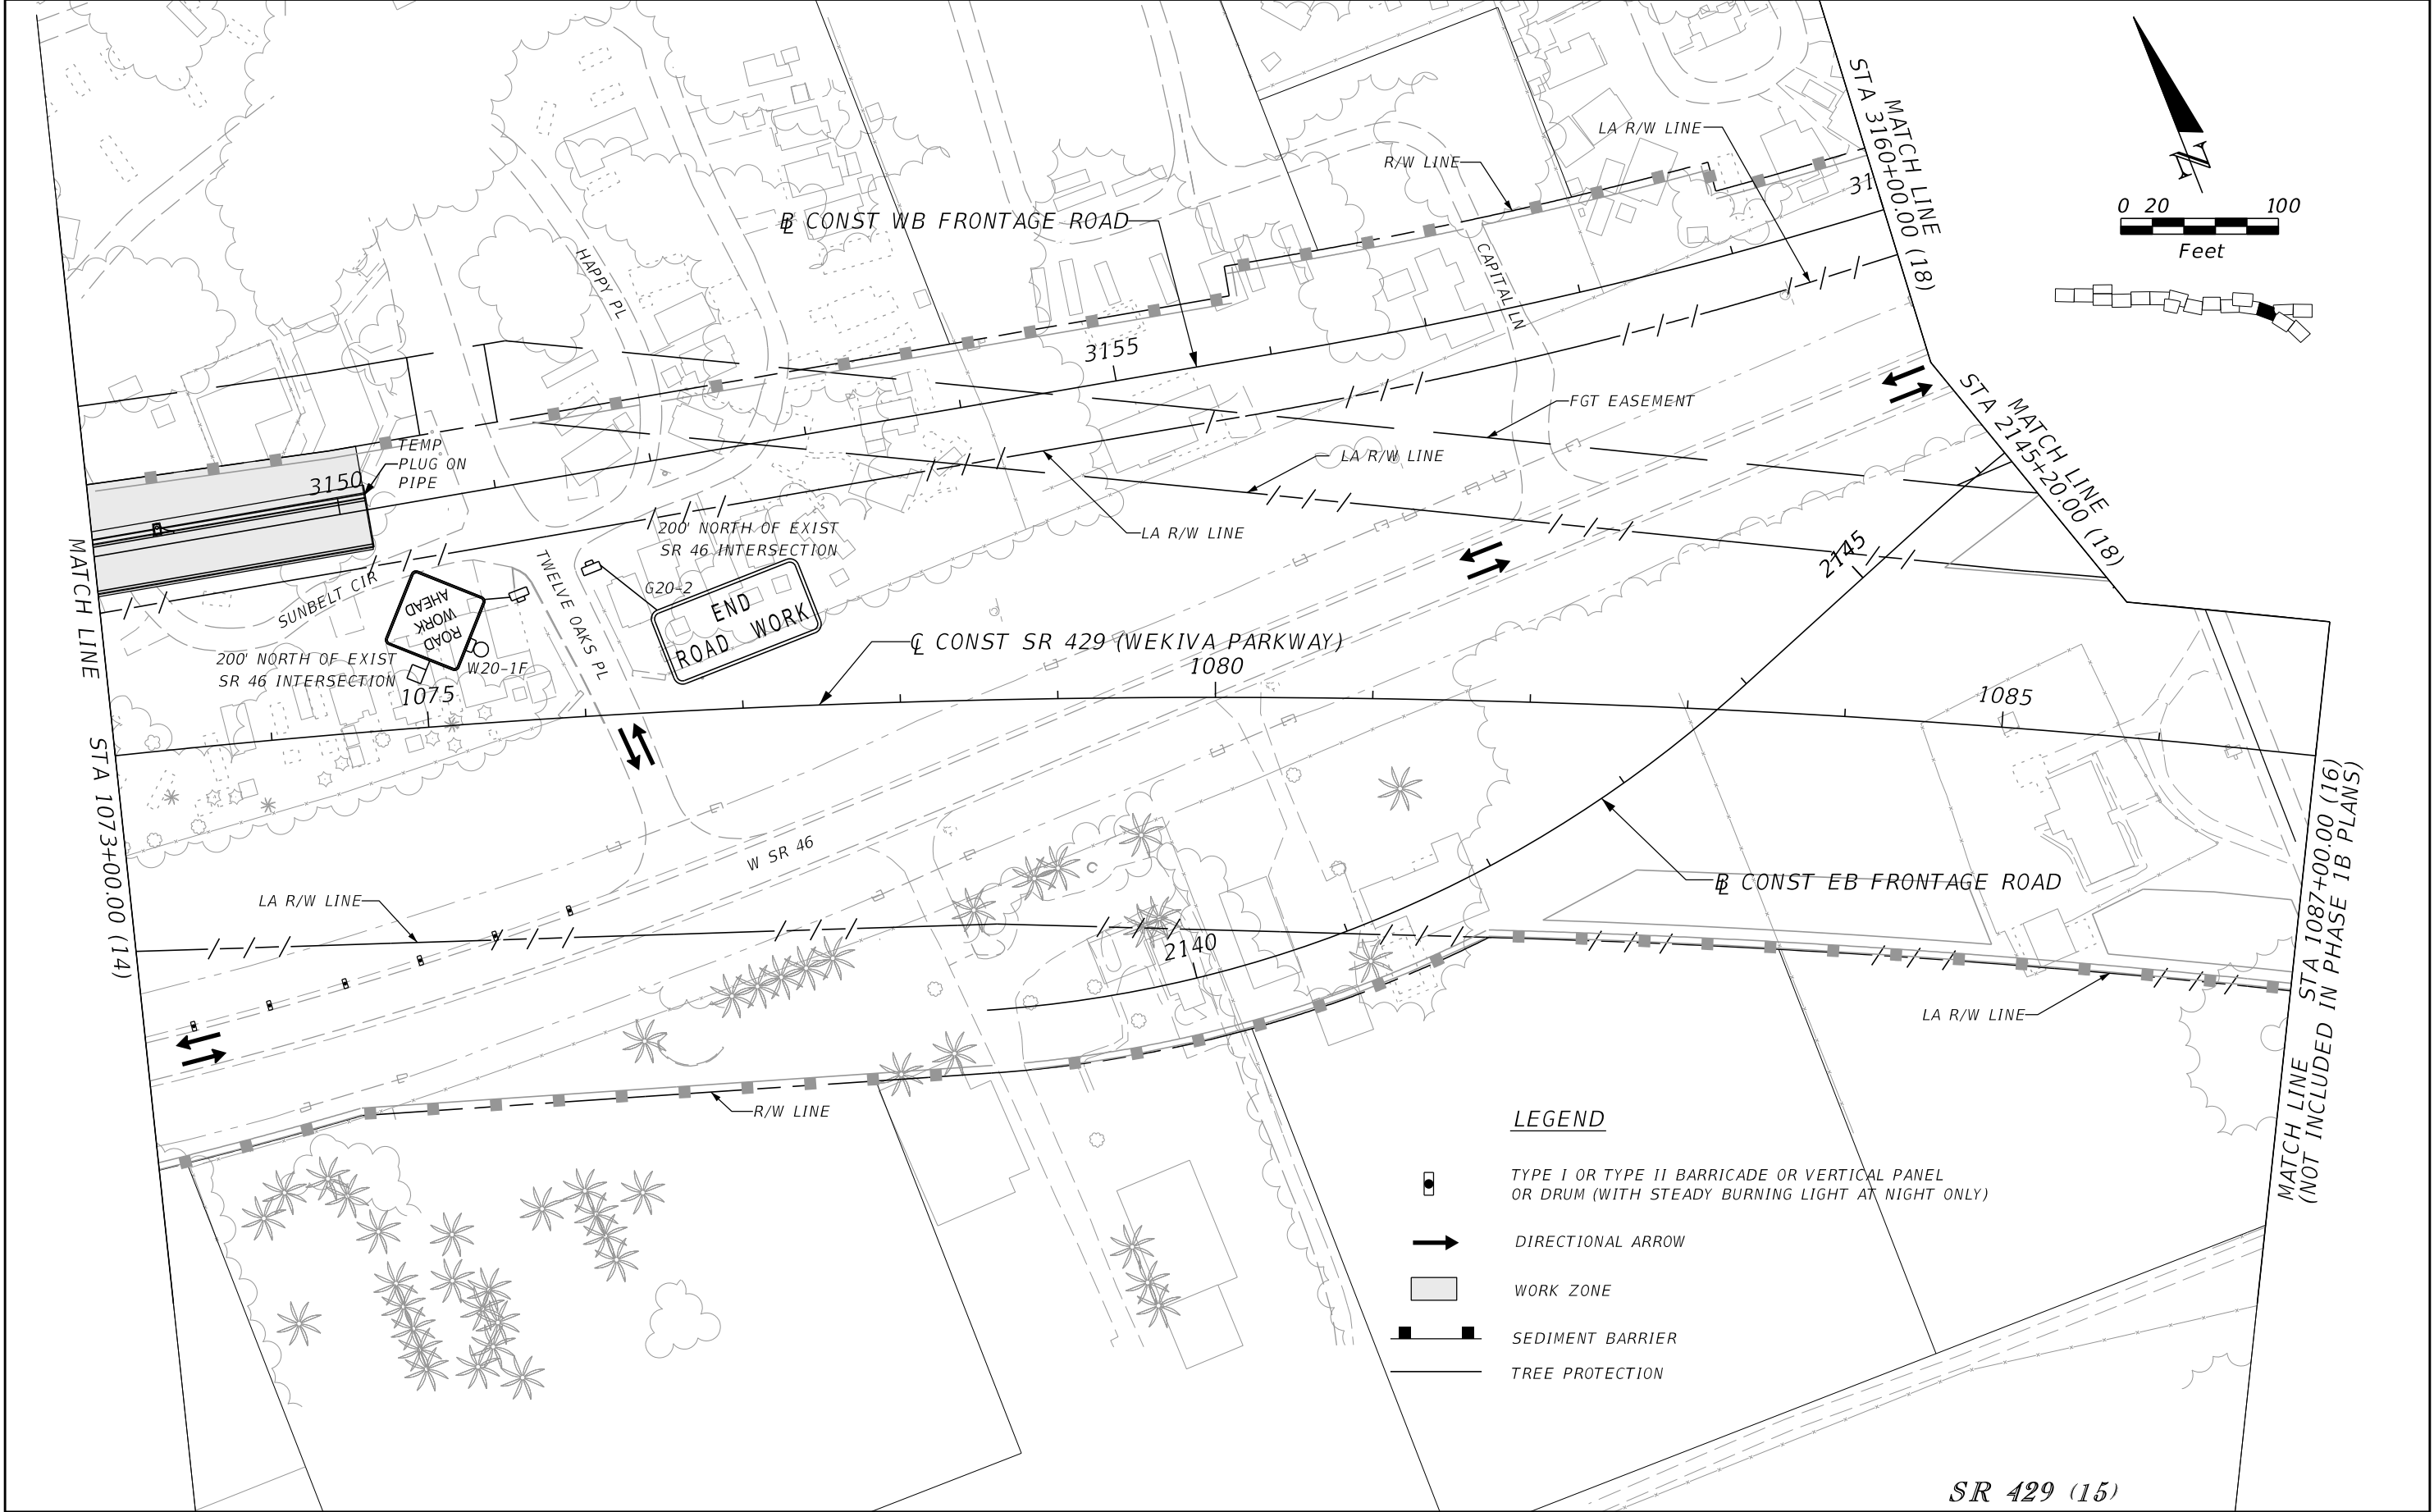 STA 3160+00.00 (18)
MATCH LINE
LA R/W LINE
R/W LINE
31
N
0 20 100
Feet
℄ CONST WB FRONTAGE ROAD
HAPPY PL
CAPITAL LN
3155
STA 2145+20.00 (18)
MATCH LINE
FGT EASEMENT
TEMP
PLUG ON
PIPE
3150
LA R/W LINE
LA R/W LINE
200' NORTH OF EXIST
SR 46 INTERSECTION
MATCH LINE STA 1073+00.00 (14)
SUNBELT CIR
TWELVE OAKS PL
ROAD
WORK
AHEAD
G20-2
END
ROAD WORK
W20-1F
200' NORTH OF EXIST
SR 46 INTERSECTION
2145
℄ CONST SR 429 (WEKIVA PARKWAY)
1075
1080
1085
W SR 46
LA R/W LINE
℄ CONST EB FRONTAGE ROAD
2140
LA R/W LINE
R/W LINE
MATCH LINE STA 1087+00.00 (16)
(NOT INCLUDED IN PHASE 1B PLANS)
LEGEND
TYPE I OR TYPE II BARRICADE OR VERTICAL PANEL
OR DRUM (WITH STEADY BURNING LIGHT AT NIGHT ONLY)
DIRECTIONAL ARROW
WORK ZONE
SEDIMENT BARRIER
TREE PROTECTION
SR 429 (15)